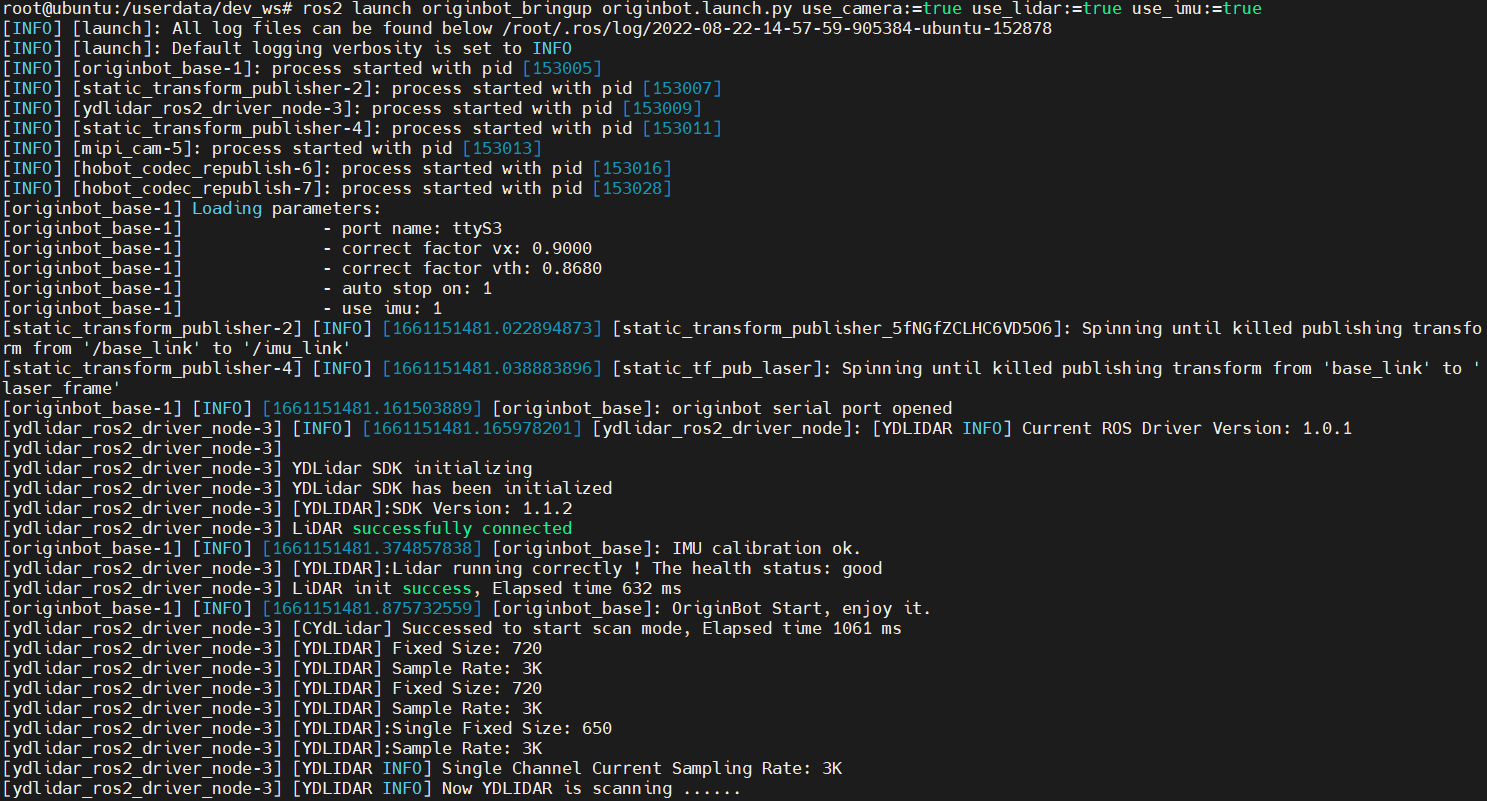 root@ubuntu:/userdata/dev_ws# ros2 launch originbot_bringup originbot.launch.py use_camera:=true use_lidar:=true use_imu:=true
[INFO] [launch]: All log files can be found below /root/.ros/log/2022-08-22-14-57-59-905384-ubuntu-152878
[INFO] [launch]: Default logging verbosity is set to INFO
[INFO] [originbot_base-1]: process started with pid [153005]
[INFO] [static_transform_publisher-2]: process started with pid [153007]
[INFO] [ydlidar_ros2_driver_node-3]: process started with pid [153009]
[INFO] [static_transform_publisher-4]: process started with pid [153011]
[INFO] [mipi_cam-5]: process started with pid [153013]
[INFO] [hobot_codec_republish-6]: process started with pid [153016]
[INFO] [hobot_codec_republish-7]: process started with pid [153028]
[originbot_base-1] Loading parameters:
[originbot_base-1]              - port name: ttyS3
[originbot_base-1]              - correct factor vx: 0.9000
[originbot_base-1]              - correct factor vth: 0.8680
[originbot_base-1]              - auto stop on: 1
[originbot_base-1]              - use imu: 1
[static_transform_publisher-2] [INFO] [1661151481.022894873] [static_transform_publisher_5fNGfZCLHC6VD5O6]: Spinning until killed publishing transfo
rm from '/base_link' to '/imu_link'
[static_transform_publisher-4] [INFO] [1661151481.038883896] [static_tf_pub_laser]: Spinning until killed publishing transform from 'base_link' to '
laser_frame'
[originbot_base-1] [INFO] [1661151481.161503889] [originbot_base]: originbot serial port opened
[ydlidar_ros2_driver_node-3] [INFO] [1661151481.165978201] [ydlidar_ros2_driver_node]: [YDLIDAR INFO] Current ROS Driver Version: 1.0.1
[ydlidar_ros2_driver_node-3]
[ydlidar_ros2_driver_node-3] YDLidar SDK initializing
[ydlidar_ros2_driver_node-3] YDLidar SDK has been initialized
[ydlidar_ros2_driver_node-3] [YDLIDAR]:SDK Version: 1.1.2
[ydlidar_ros2_driver_node-3] LiDAR successfully connected
[originbot_base-1] [INFO] [1661151481.374857838] [originbot_base]: IMU calibration ok.
[ydlidar_ros2_driver_node-3] [YDLIDAR]:Lidar running correctly ! The health status: good
[ydlidar_ros2_driver_node-3] LiDAR init success, Elapsed time 632 ms
[originbot_base-1] [INFO] [1661151481.875732559] [originbot_base]: OriginBot Start, enjoy it.
[ydlidar_ros2_driver_node-3] [CYdLidar] Successed to start scan mode, Elapsed time 1061 ms
[ydlidar_ros2_driver_node-3] [YDLIDAR] Fixed Size: 720
[ydlidar_ros2_driver_node-3] [YDLIDAR] Sample Rate: 3K
[ydlidar_ros2_driver_node-3] [YDLIDAR] Fixed Size: 720
[ydlidar_ros2_driver_node-3] [YDLIDAR] Sample Rate: 3K
[ydlidar_ros2_driver_node-3] [YDLIDAR]:Single Fixed Size: 650
[ydlidar_ros2_driver_node-3] [YDLIDAR]:Sample Rate: 3K
[ydlidar_ros2_driver_node-3] [YDLIDAR INFO] Single Channel Current Sampling Rate: 3K
[ydlidar_ros2_driver_node-3] [YDLIDAR INFO] Now YDLIDAR is scanning ......